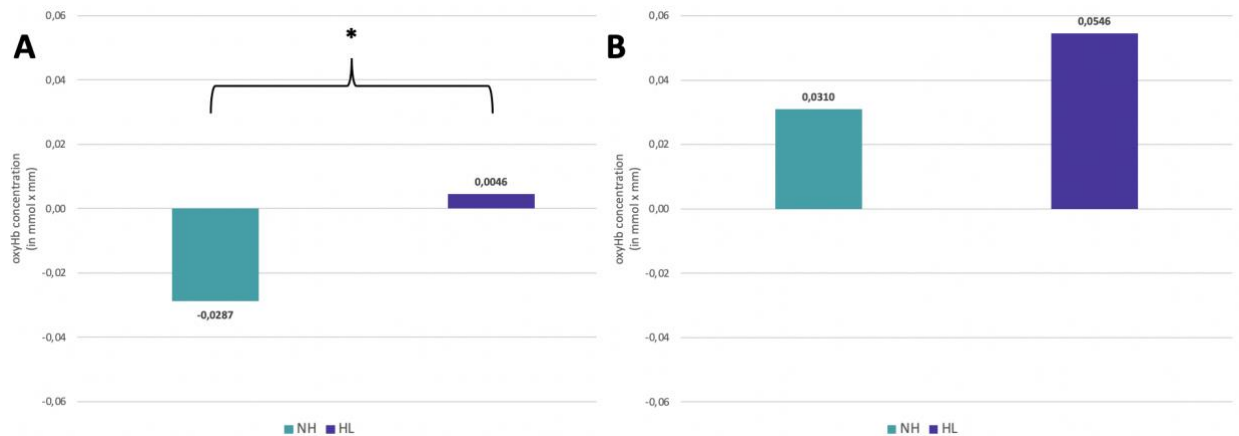 A
0,06
0,04
0,02
0,00
-0,02
-0,04
-0,06
oxyHb concentration
(in mmol x mm)
*
-0,0287
0,0046
NH HL
B
0,06
0,04
0,02
0,00
-0,02
-0,04
-0,06
oxyHb concentration
(in mmol x mm)
0,0310
0,0546
NH HL